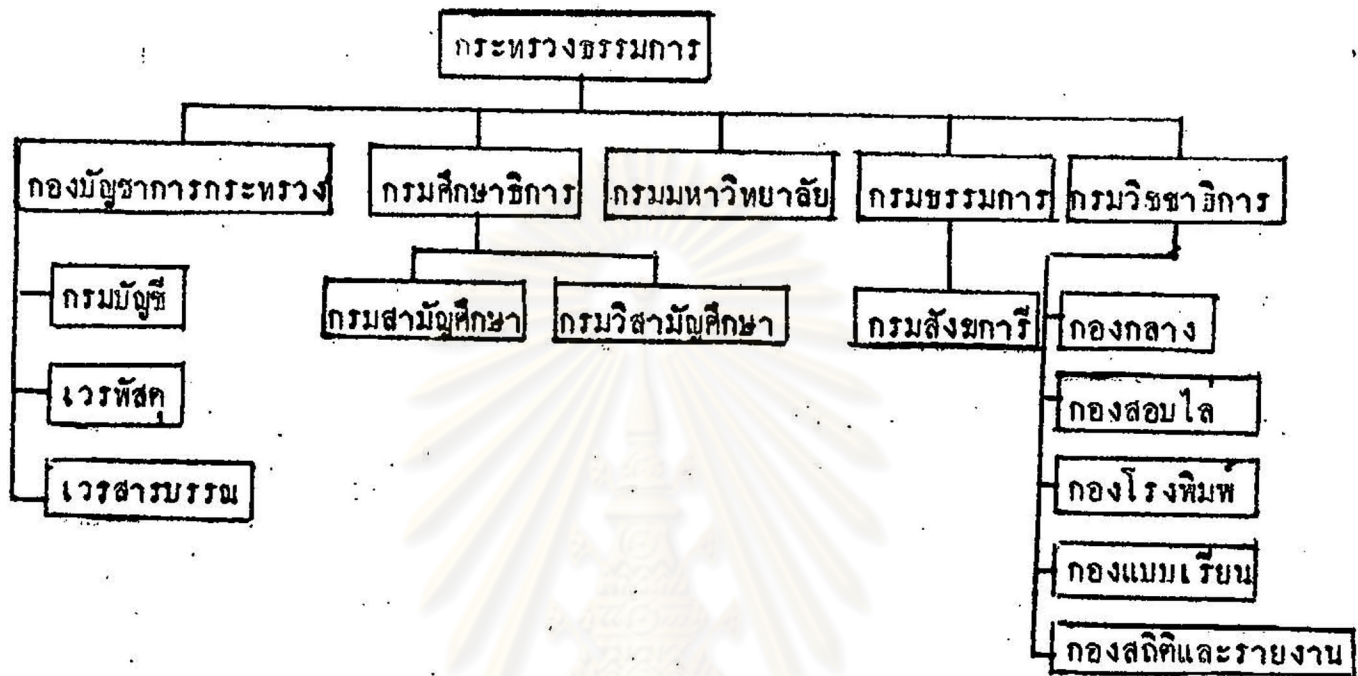 กระทรวงธรรมการ
กองบัญชาการกระทรวง
กรมศึกษาธิการ
กรมมหาวิทยาลัย
กรมธรรมการ
กรมวิชชาธิการ
กรมบัญชี
เวรพัสดุ
เวรสารบรรณ
กรมสามัญศึกษา
กรมวิสามัญศึกษา
กรมสังฆการี
กองกลาง
กองสอบไล่
กองโรงพิมพ์
กองแบบเรียน
กองสถิติและรายงาน